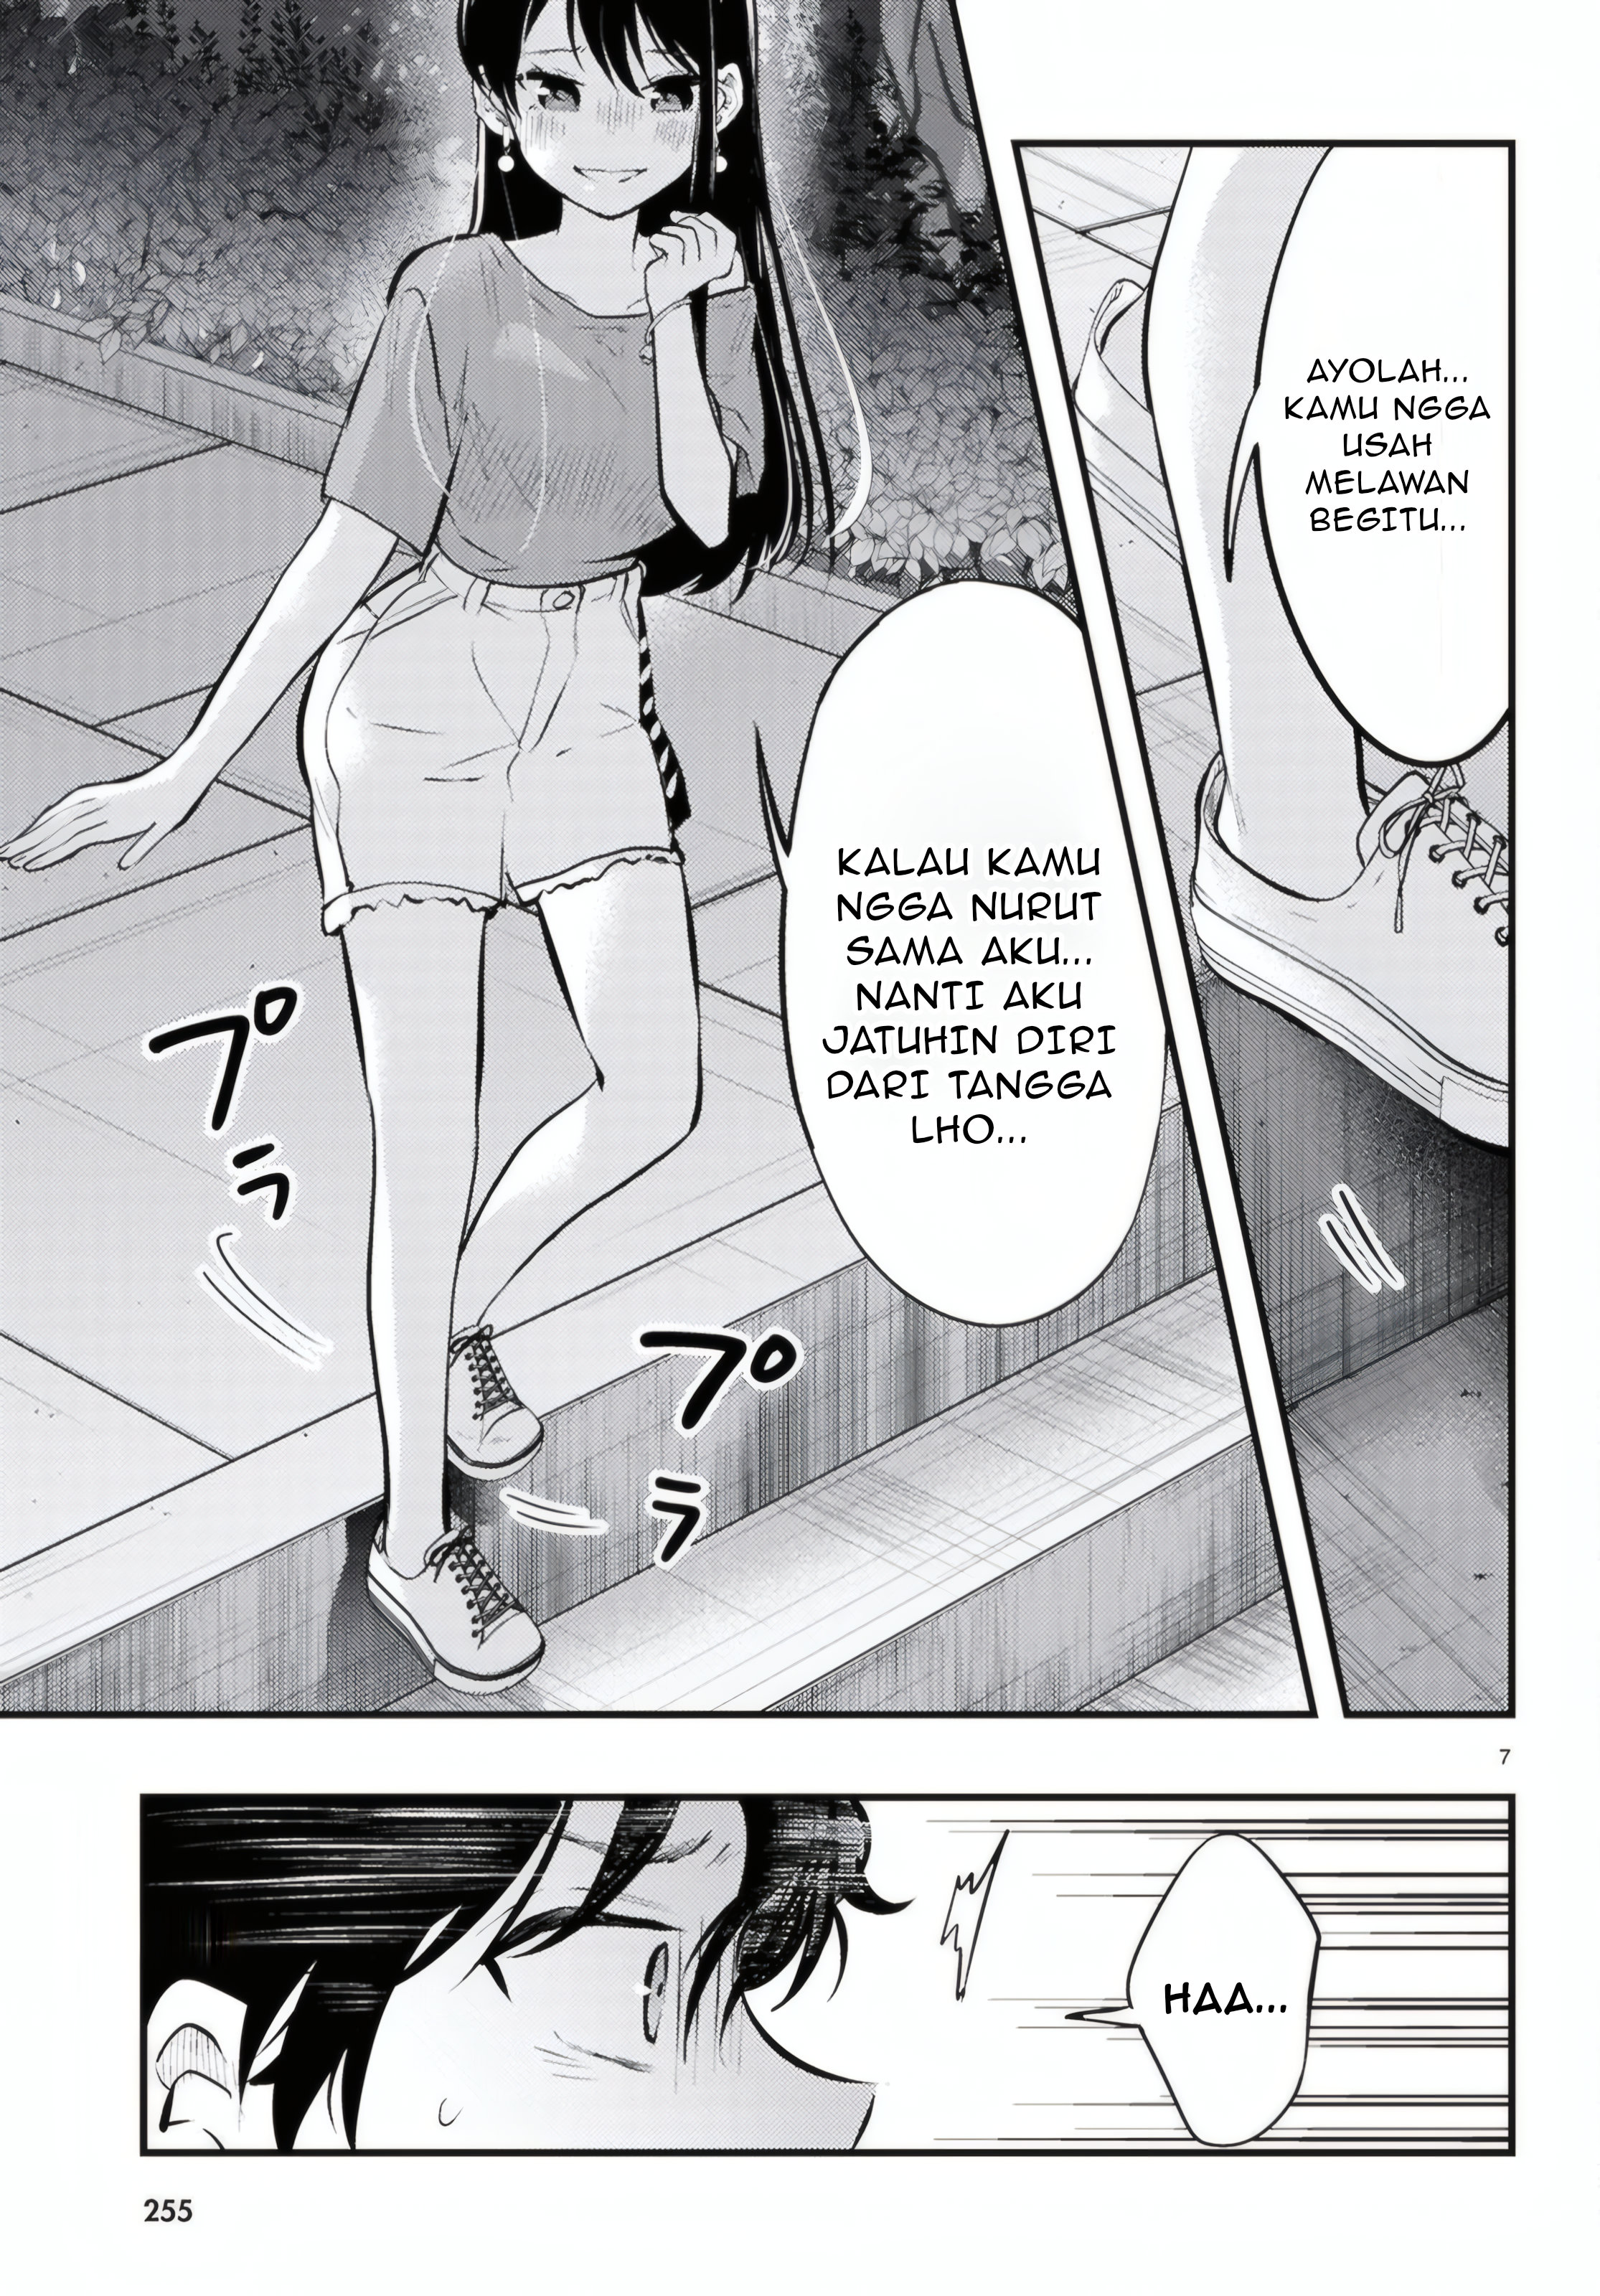 AYOLAH...
KAMU NGGA
USAH
MELAWAN
BEGITU...
KALAU KAMU
NGGA NURUT
SAMA AKU...
NANTI AKU
JATUHIN DIRI
DARI TANGGA
LHO...
プラ
プラ
7
HAA...
255